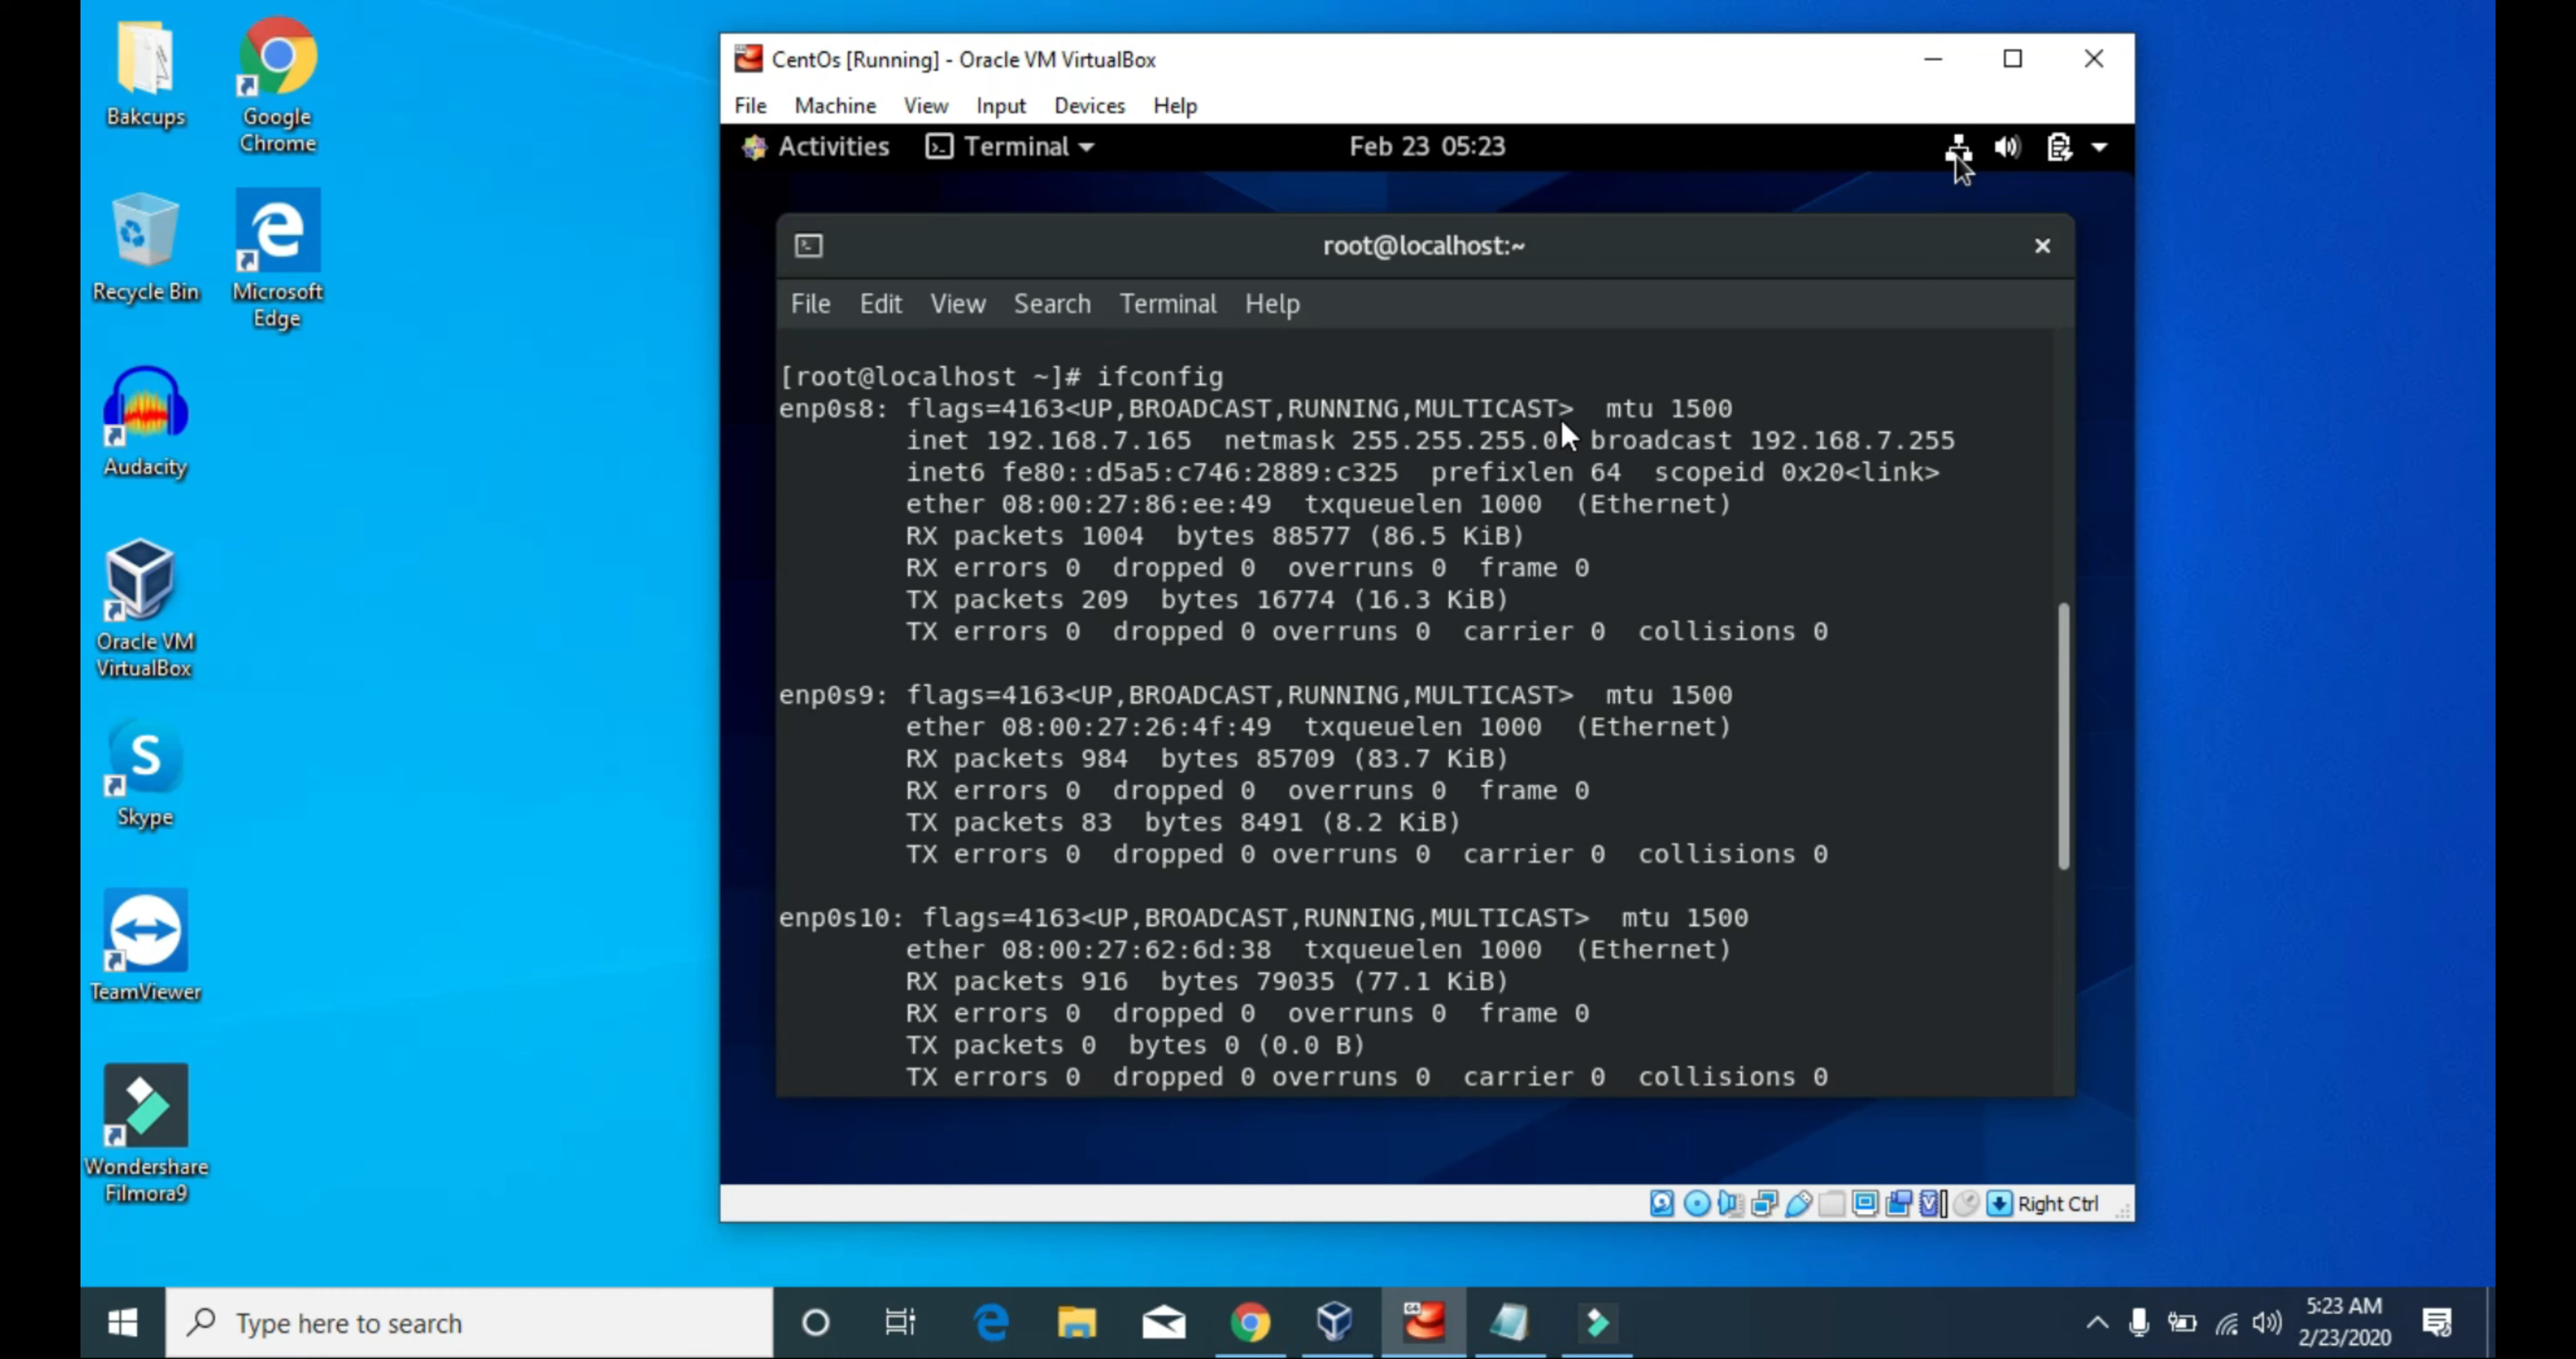 Bakcups
Google
Chrome
Recycle Bin
Microsoft
Edge
Audacity
Oracle VM
VirtualBox
Skype
TeamViewer
Wondershare
Filmora9
CentOs [Running] - Oracle VM VirtualBox
File Machine View Input Devices Help
Activities Terminal Feb 23 05:23
root@localhost:~
File Edit View Search Terminal Help
[root@localhost ~]# ifconfig
enp0s8: flags=4163<UP,BROADCAST,RUNNING,MULTICAST> mtu 1500
inet 192.168.7.165 netmask 255.255.255.0 broadcast 192.168.7.255
inet6 fe80::d5a5:c746:2889:c325 prefixlen 64 scopeid 0x20<link>
ether 08:00:27:86:ee:49 txqueuelen 1000 (Ethernet)
RX packets 1004 bytes 88577 (86.5 KiB)
RX errors 0 dropped 0 overruns 0 frame 0
TX packets 209 bytes 16774 (16.3 KiB)
TX errors 0 dropped 0 overruns 0 carrier 0 collisions 0
enp0s9: flags=4163<UP,BROADCAST,RUNNING,MULTICAST> mtu 1500
ether 08:00:27:26:4f:49 txqueuelen 1000 (Ethernet)
RX packets 984 bytes 85709 (83.7 KiB)
RX errors 0 dropped 0 overruns 0 frame 0
TX packets 83 bytes 8491 (8.2 KiB)
TX errors 0 dropped 0 overruns 0 carrier 0 collisions 0
enp0s10: flags=4163<UP,BROADCAST,RUNNING,MULTICAST> mtu 1500
ether 08:00:27:62:6d:38 txqueuelen 1000 (Ethernet)
RX packets 916 bytes 79035 (77.1 KiB)
RX errors 0 dropped 0 overruns 0 frame 0
TX packets 0 bytes 0 (0.0 B)
TX errors 0 dropped 0 overruns 0 carrier 0 collisions 0
Right Ctrl
Type here to search
5:23 AM
2/23/2020